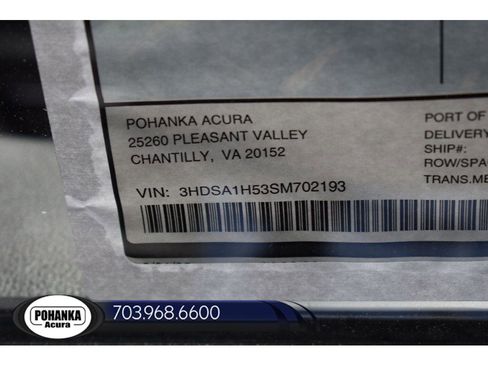 POHANKA ACURA
25260 PLEASANT VALLEY
CHANTILLY, VA 20152
VIN: 3HDSA1H53SM702193
PORT OF
DELIVERY
SHIP#:
ROW/SPA
TRANS.ME
POHANKA
Acura
703.968.6600